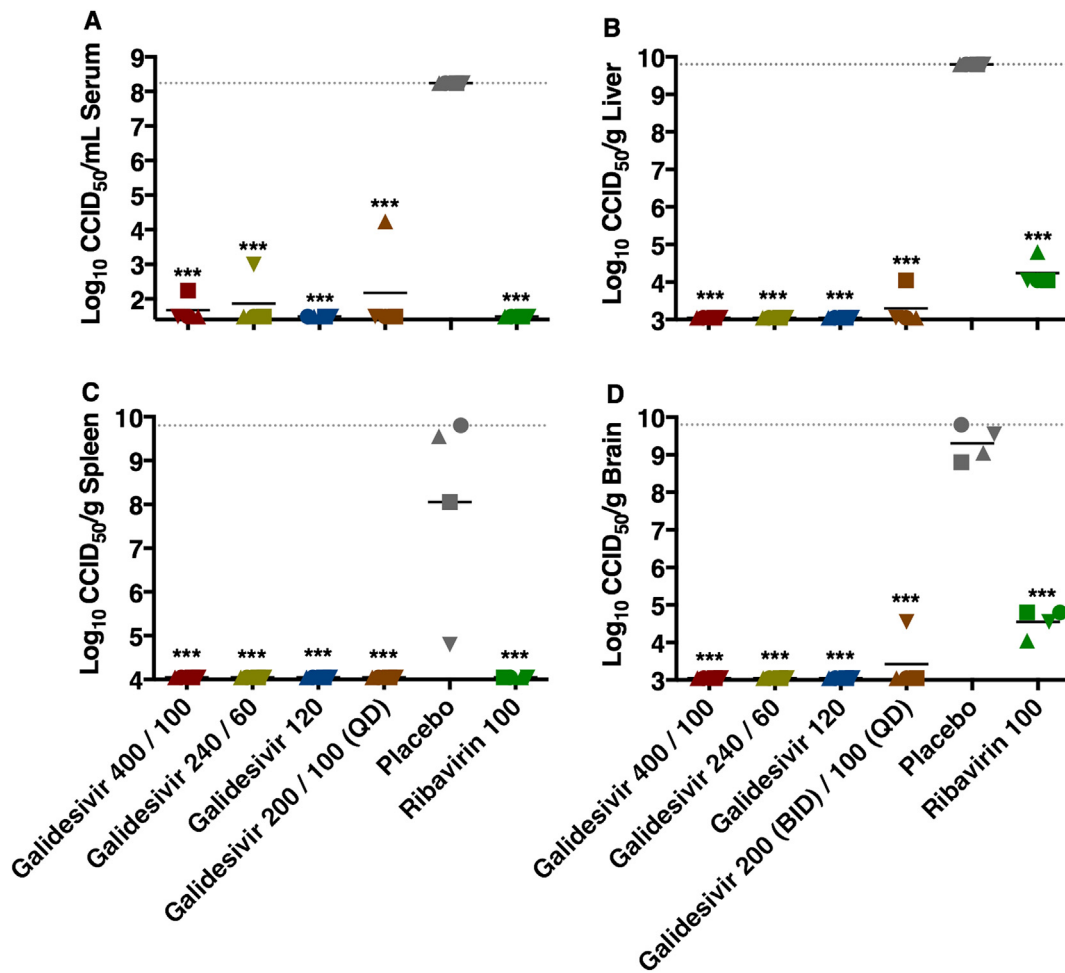 A
Log10 CCID50/mL Serum
9
8
7
6
5
4
3
2
***
***
***
***
***
B
Log10 CCID50/g Liver
10
9
8
7
6
5
4
3
***
***
***
***
***
C
Log10 CCID50/g Spleen
10
9
8
7
6
5
4
***
***
***
***
***
Galidesivir 400 / 100
Galidesivir 240 / 60
Galidesivir 120
Galidesivir 200 / 100 (QD)
Placebo
Ribavirin 100
D
Log10 CCID50/g Brain
10
9
8
7
6
5
4
3
***
***
***
***
***
Galidesivir 400 / 100
Galidesivir 240 / 60
Galidesivir 120
Galidesivir 200 (BID) / 100 (QD)
Placebo
Ribavirin 100